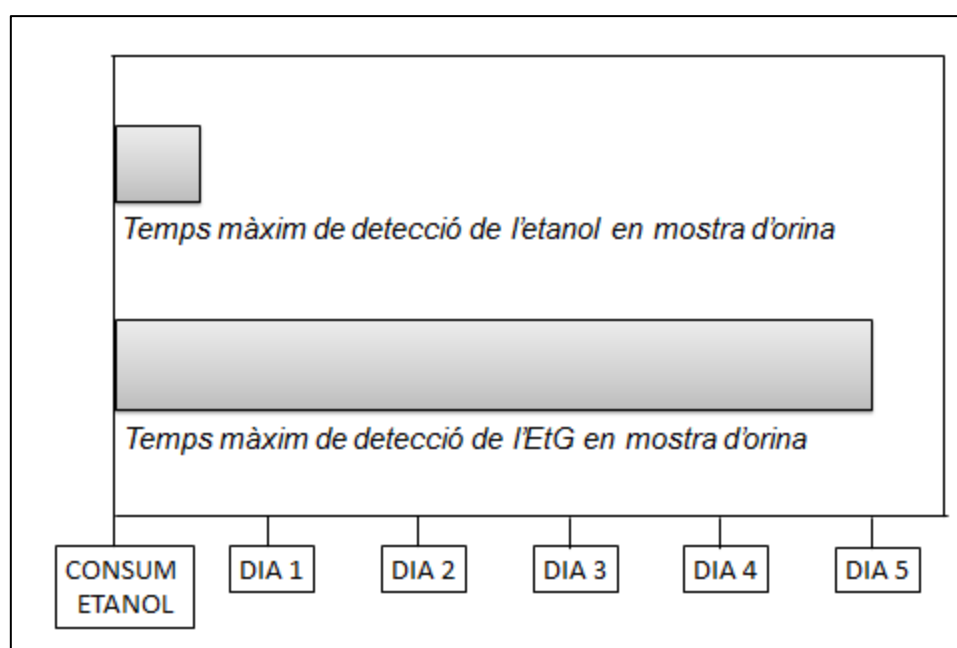 Temps màxim de detecció de l'etanol en mostra d'orina
Temps màxim de detecció de l'EtG en mostra d'orina
CONSUM
ETANOL
DIA 1
DIA 2
DIA 3
DIA 4
DIA 5